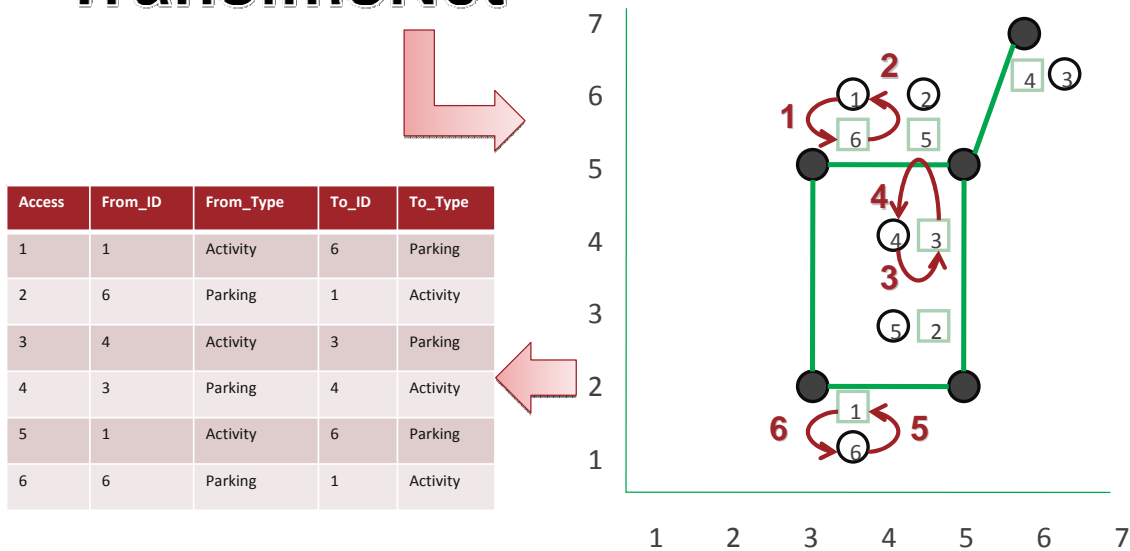 Access From_ID From_Type To_ID To_Type
1 1 Activity 6 Parking
2 6 Parking 1 Activity
3 4 Activity 3 Parking
4 3 Parking 4 Activity
5 1 Activity 6 Parking
6 6 Parking 1 Activity
7
6
5
4
3
2
1
4 3
2
1 2
1
6 5
4
4 3
3
5 2
1
6 5
6
1 2 3 4 5 6 7